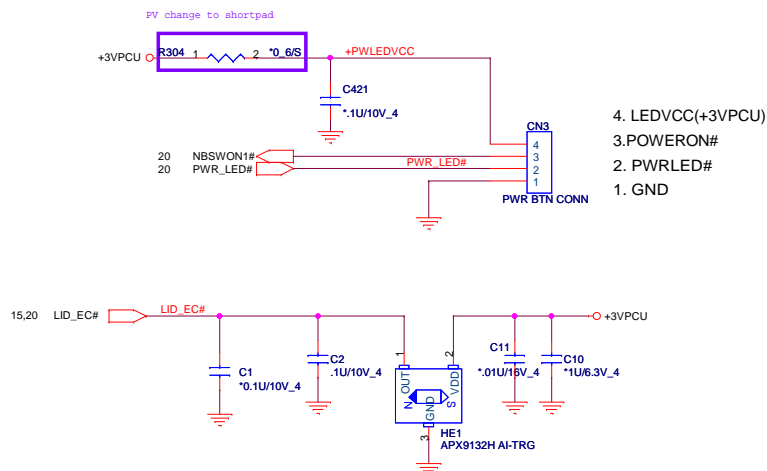 PV change to shortpad
+3VPCU
R304
1
2
*0_6/S
+PWLEDVCC
C421
*.1U/10V_4
CN3
4
3
2
1
PWR BTN CONN
20 NBSWON1#
20 PWR_LED#
PWR_LED#
4. LEDVCC(+3VPCU)
3.POWERON#
2. PWRLED#
1. GND
15,20 LID_EC#
LID_EC#
+3VPCU
C1
*0.1U/10V_4
C2
.1U/10V_4
1
2
OUT
VDD
N
S
GND
3
HE1
APX9132H AI-TRG
C11
*.01U/16V_4
C10
*1U/6.3V_4